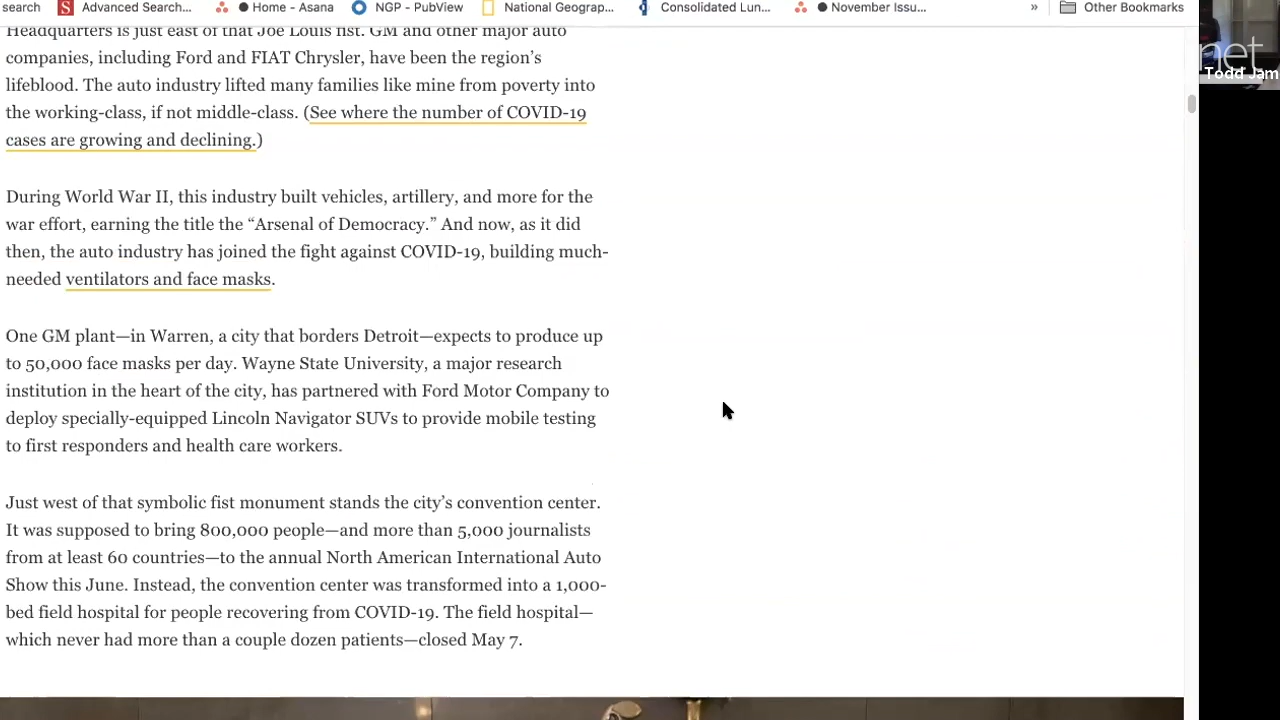 search Advanced Search... Home - Asana NGP - PubView National Geograp... Consolidated Lun... November Issu... » Other Bookmarks
Headquarters is just east of that Joe Louis fist. GM and other major auto
companies, including Ford and FIAT Chrysler, have been the region’s
lifeblood. The auto industry lifted many families like mine from poverty into
the working-class, if not middle-class. (See where the number of COVID-19
cases are growing and declining.)
During World War II, this industry built vehicles, artillery, and more for the
war effort, earning the title the “Arsenal of Democracy.” And now, as it did
then, the auto industry has joined the fight against COVID-19, building much-
needed ventilators and face masks.
One GM plant—in Warren, a city that borders Detroit—expects to produce up
to 50,000 face masks per day. Wayne State University, a major research
institution in the heart of the city, has partnered with Ford Motor Company to
deploy specially-equipped Lincoln Navigator SUVs to provide mobile testing
to first responders and health care workers.
Just west of that symbolic fist monument stands the city’s convention center.
It was supposed to bring 800,000 people—and more than 5,000 journalists
from at least 60 countries—to the annual North American International Auto
Show this June. Instead, the convention center was transformed into a 1,000-
bed field hospital for people recovering from COVID-19. The field hospital—
which never had more than a couple dozen patients—closed May 7.
net
Todd Jam